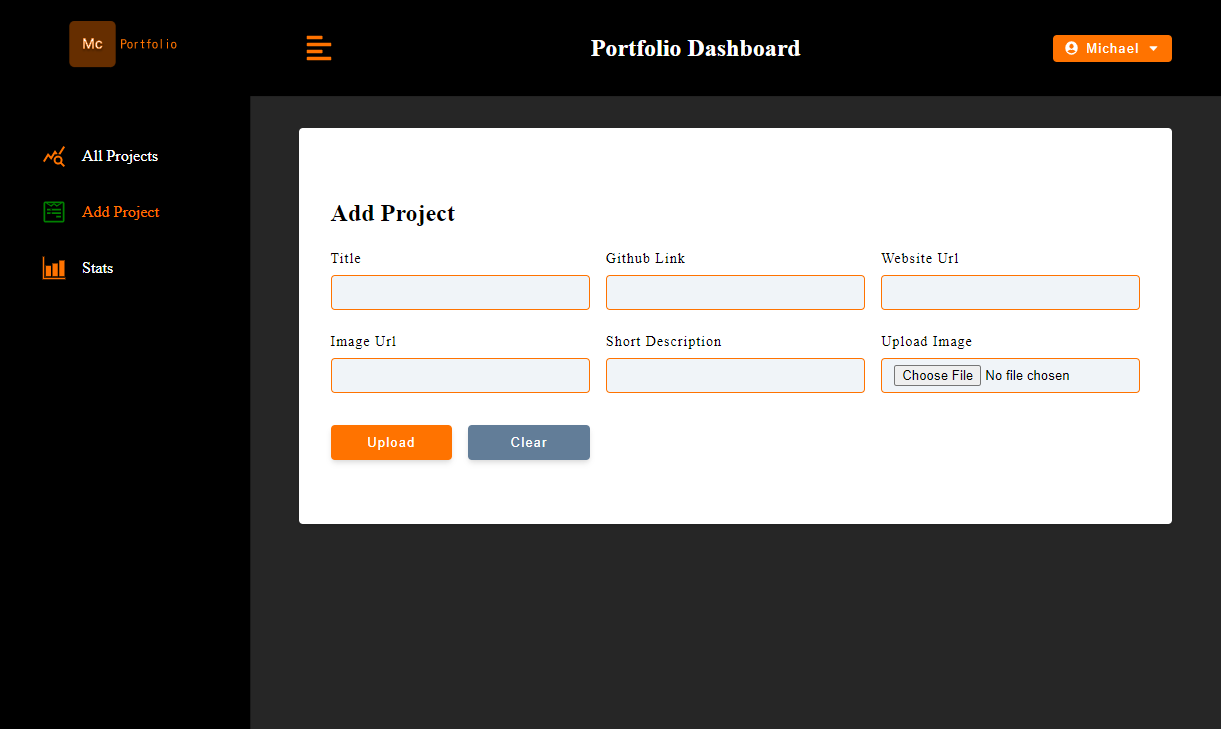 Mc Portfolio
Portfolio Dashboard
Michael
All Projects
Add Project
Stats
Add Project
Title Github Link Website Url
Image Url Short Description Upload Image
Choose File No file chosen
Upload Clear